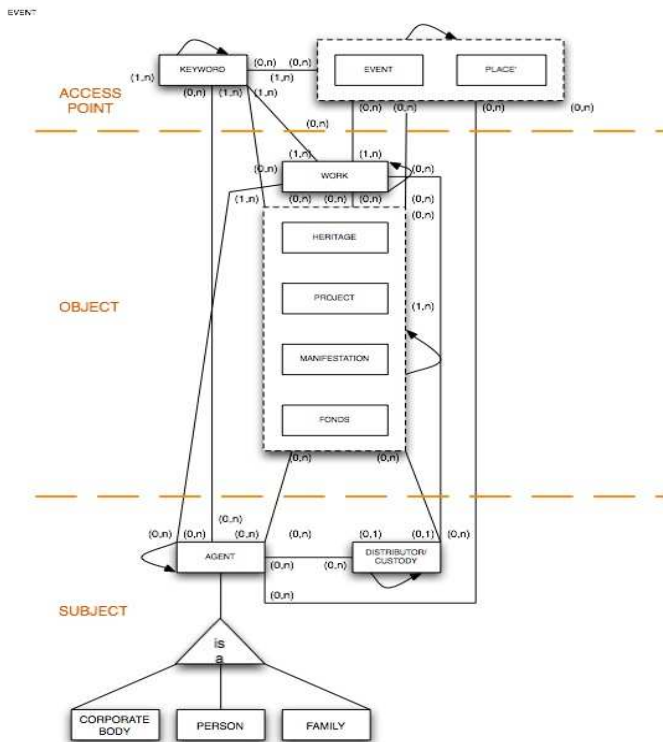 EVENT
(0,n) (0,n)
KEYWORD
EVENT
PLACE'
(1,n)
(1,n)
ACCESS
POINT
(0,n) (1,n) (1,n)
(0,n) (0,n) (0,n) (0,n)
(0,n)
(1,n) (1,n)
(0,n)
(0,n)
WORK
(1,n) (0,n) (0,n) (0,n) (0,n)
(0,n)
HERITAGE
OBJECT
PROJECT
(1,n)
MANIFESTATION
FONDS
(0,n) (0,n)
(0,n)
(0,n) (0,n) (0,n) (0,n) (0,1) (0,1) (0,n)
AGENT
DISTRIBUTOR/
CUSTODY
(0,n) (0,n)
(0,n)
SUBJECT
is
a
CORPORATE
BODY
PERSON
FAMILY